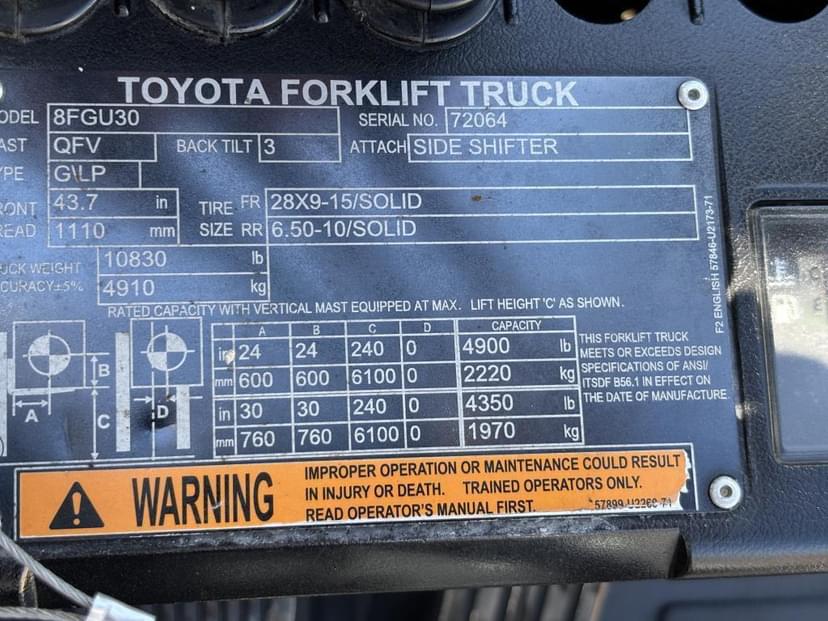 TOYOTA FORKLIFT TRUCK
ODEL 8FGU30 SERIAL NO. 72064
AST QFV BACK TILT 3 ATTACH SIDE SHIFTER
YPE G\LP
RONT 43.7 in TIRE FR 28X9-15/SOLID
READ 1110 mm SIZE RR 6.50-10/SOLID
UCK WEIGHT 10830 lb
CURACY±5% 4910 kg
RATED CAPACITY WITH VERTICAL MAST EQUIPPED AT MAX. LIFT HEIGHT 'C' AS SHOWN.
A B C D CAPACITY
in 24 24 240 0 4900 lb
mm 600 600 6100 0 2220 kg
in 30 30 240 0 4350 lb
mm 760 760 6100 0 1970 kg
A B C D
THIS FORKLIFT TRUCK
MEETS OR EXCEEDS DESIGN
SPECIFICATIONS OF ANSI/
ITSDF B56.1 IN EFFECT ON
THE DATE OF MANUFACTURE
F2 ENGLISH 57846-U2173-71
WARNING
IMPROPER OPERATION OR MAINTENANCE COULD RESULT
IN INJURY OR DEATH. TRAINED OPERATORS ONLY.
READ OPERATOR'S MANUAL FIRST.